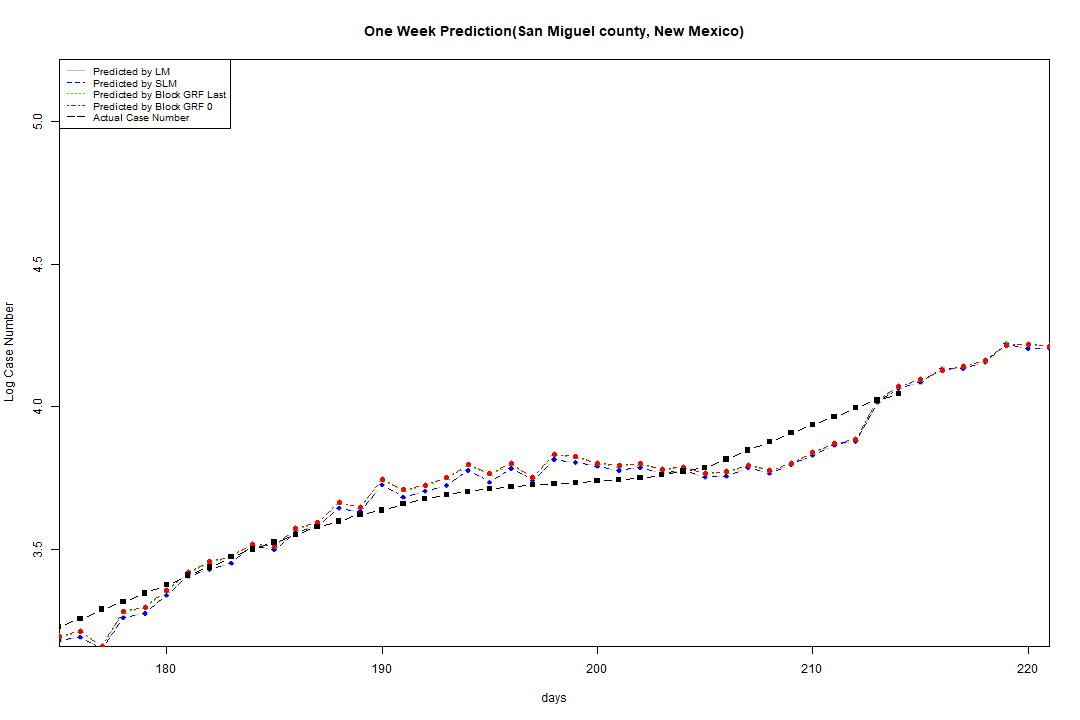 One Week Prediction(San Miguel county, New Mexico)
Predicted by LM
Predicted by SLM
Predicted by Block GRF Last
Predicted by Block GRF 0
Actual Case Number
5.0
4.5
4.0
3.5
Log Case Number
180 190 200 210 220
days